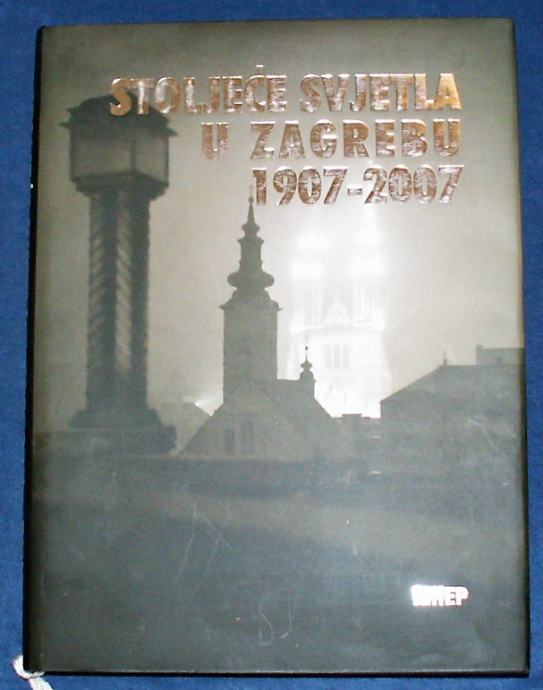 STOLJEĆE SVJETLA
U ZAGREBU
1907-2007